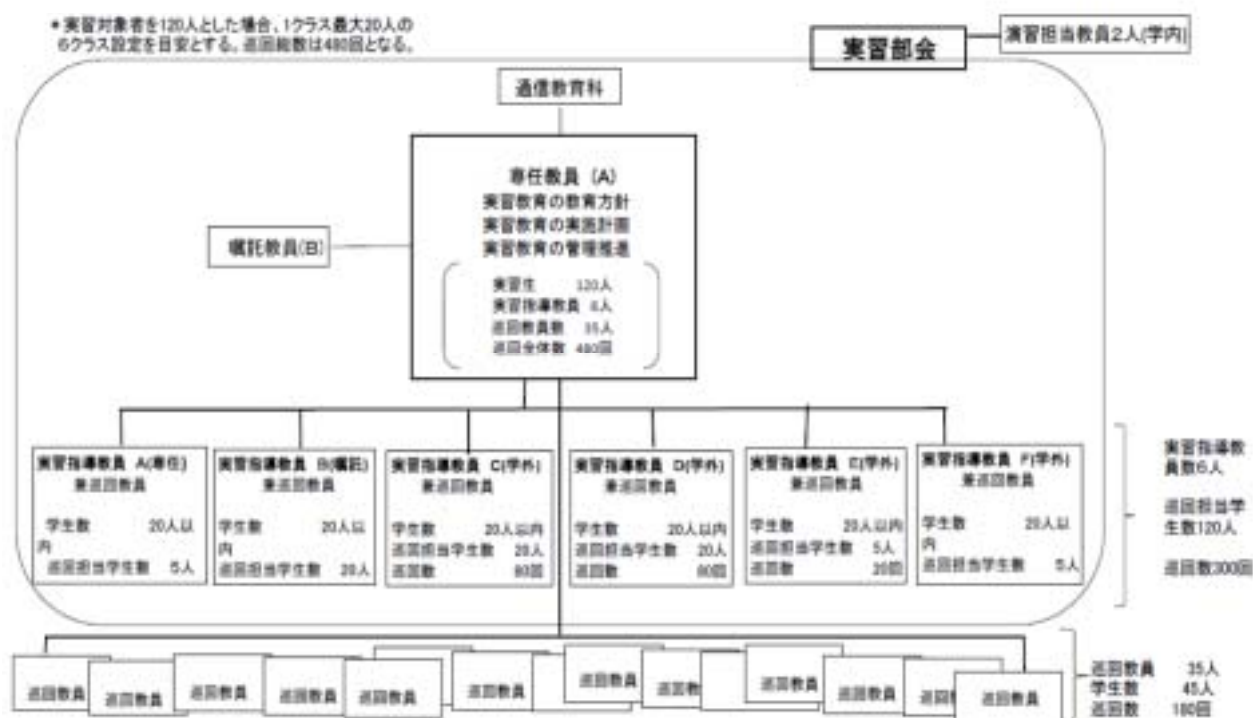 *実習対象者を120人とした場合、1クラス最大20人の
6クラス設定を目安とする。巡回総数は480回となる。
実習部会
演習担当教員2人(学内)
通信教育科
専任教員 (A)
実習教育の教育方針
実習教育の実施計画
実習教育の管理推進
実習生 120人
実習指導教員 6人
巡回教員数 35人
巡回全体数 480回
嘱託教員(B)
実習指導教員 A(専任)
兼巡回教員
学生数 20人以
内
巡回担当学生数 5人
実習指導教員 B(嘱託)
兼巡回教員
学生数 20人以
内
巡回担当学生数 20人
実習指導教員 C(学外)
兼巡回教員
学生数 20人以内
巡回担当学生数 20人
巡回数 80回
実習指導教員 D(学外)
兼巡回教員
学生数 20人以内
巡回担当学生数 20人
巡回数 80回
実習指導教員 E(学外)
兼巡回教員
学生数 20人以内
巡回担当学生数 5人
巡回数 20回
実習指導教員 F(学外)
兼巡回教員
学生数 20人以
内
巡回担当学生数 5人
実習指導教
員数6人
巡回担当学
生数120人
巡回数300回
巡回教員
巡回教員
巡回教員
巡回教員
巡回教員
巡回教員
巡回教員
巡回教
巡回教員
巡回教員
巡回
巡回教員
巡回教員 35人
学生数 45人
巡回数 180回